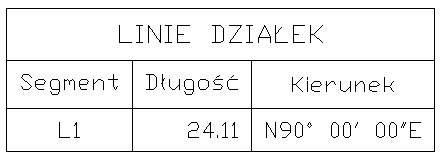 LINIE DZIAŁEK
Segment Długość Kierunek
L1 24.11 N90° 00′ 00″E